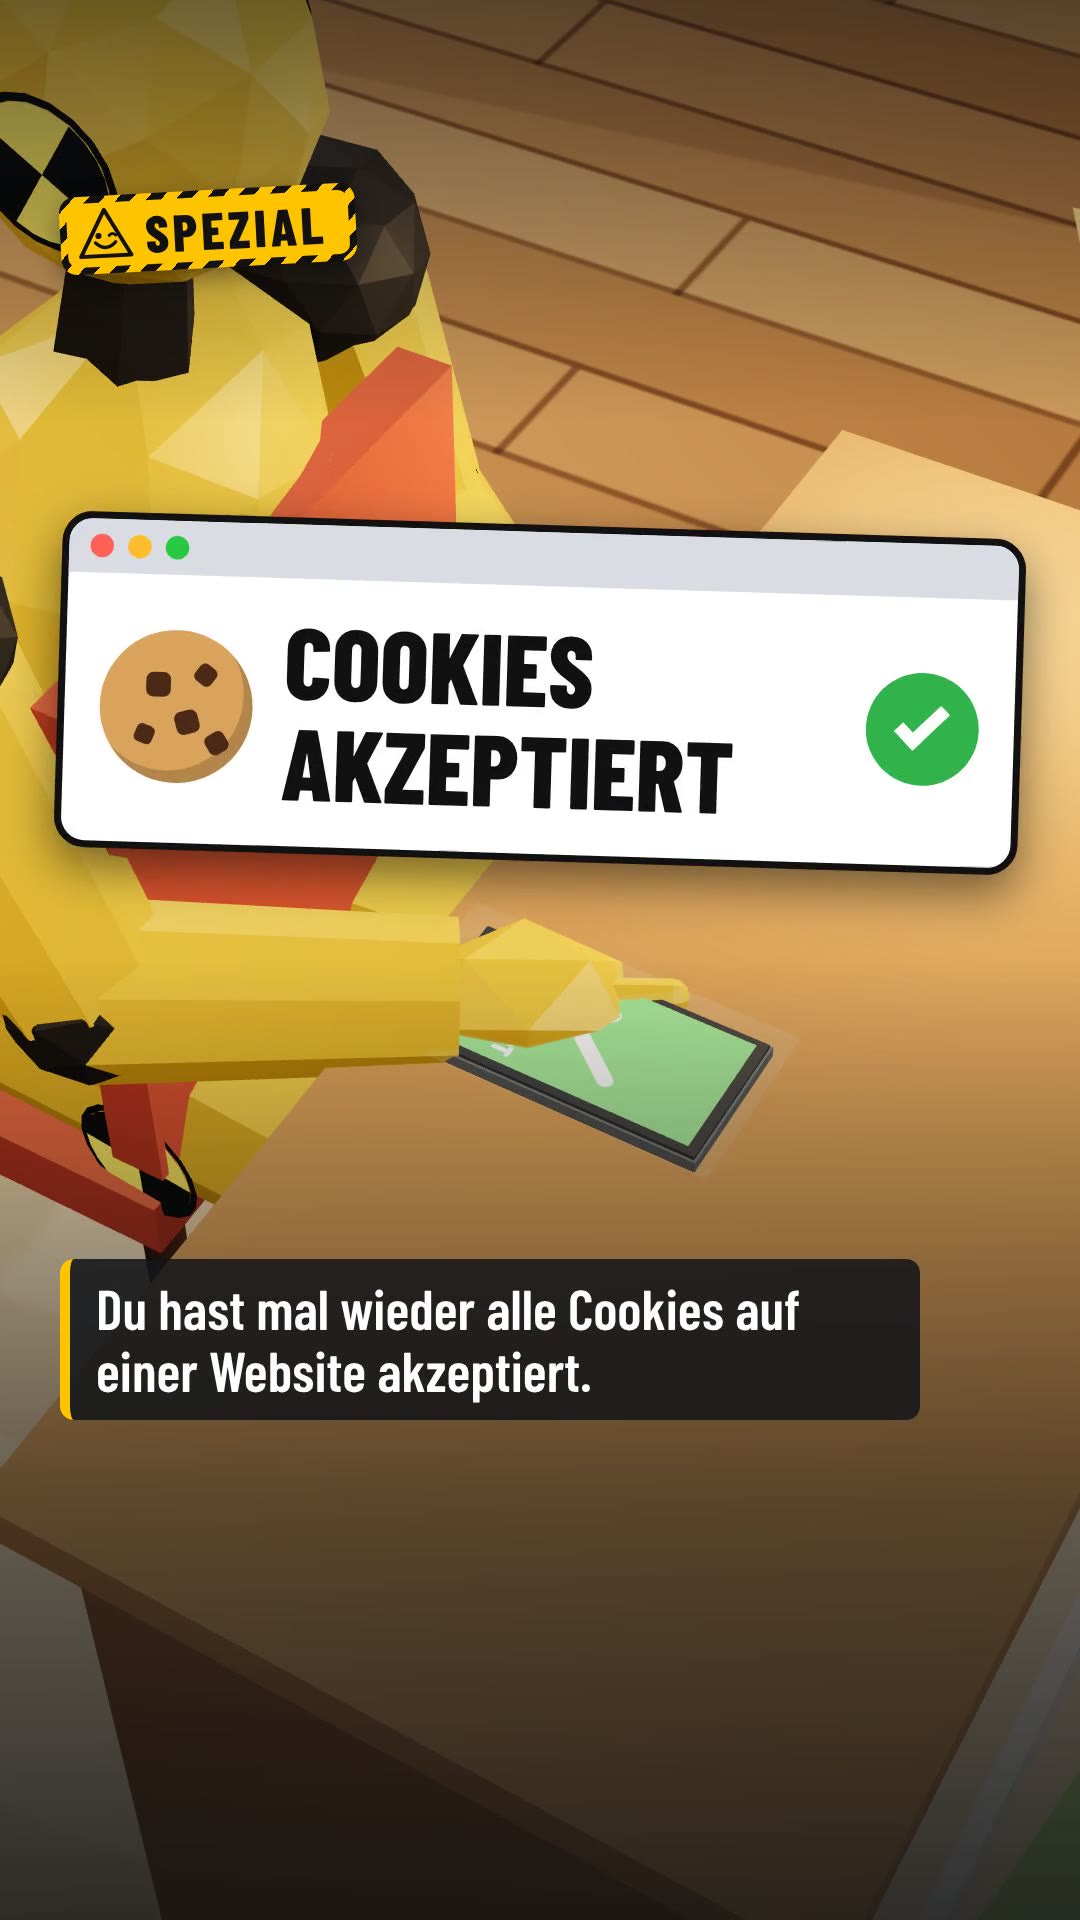 SPEZIAL
COOKIES
AKZEPTIERT
Du hast mal wieder alle Cookies auf
einer Website akzeptiert.